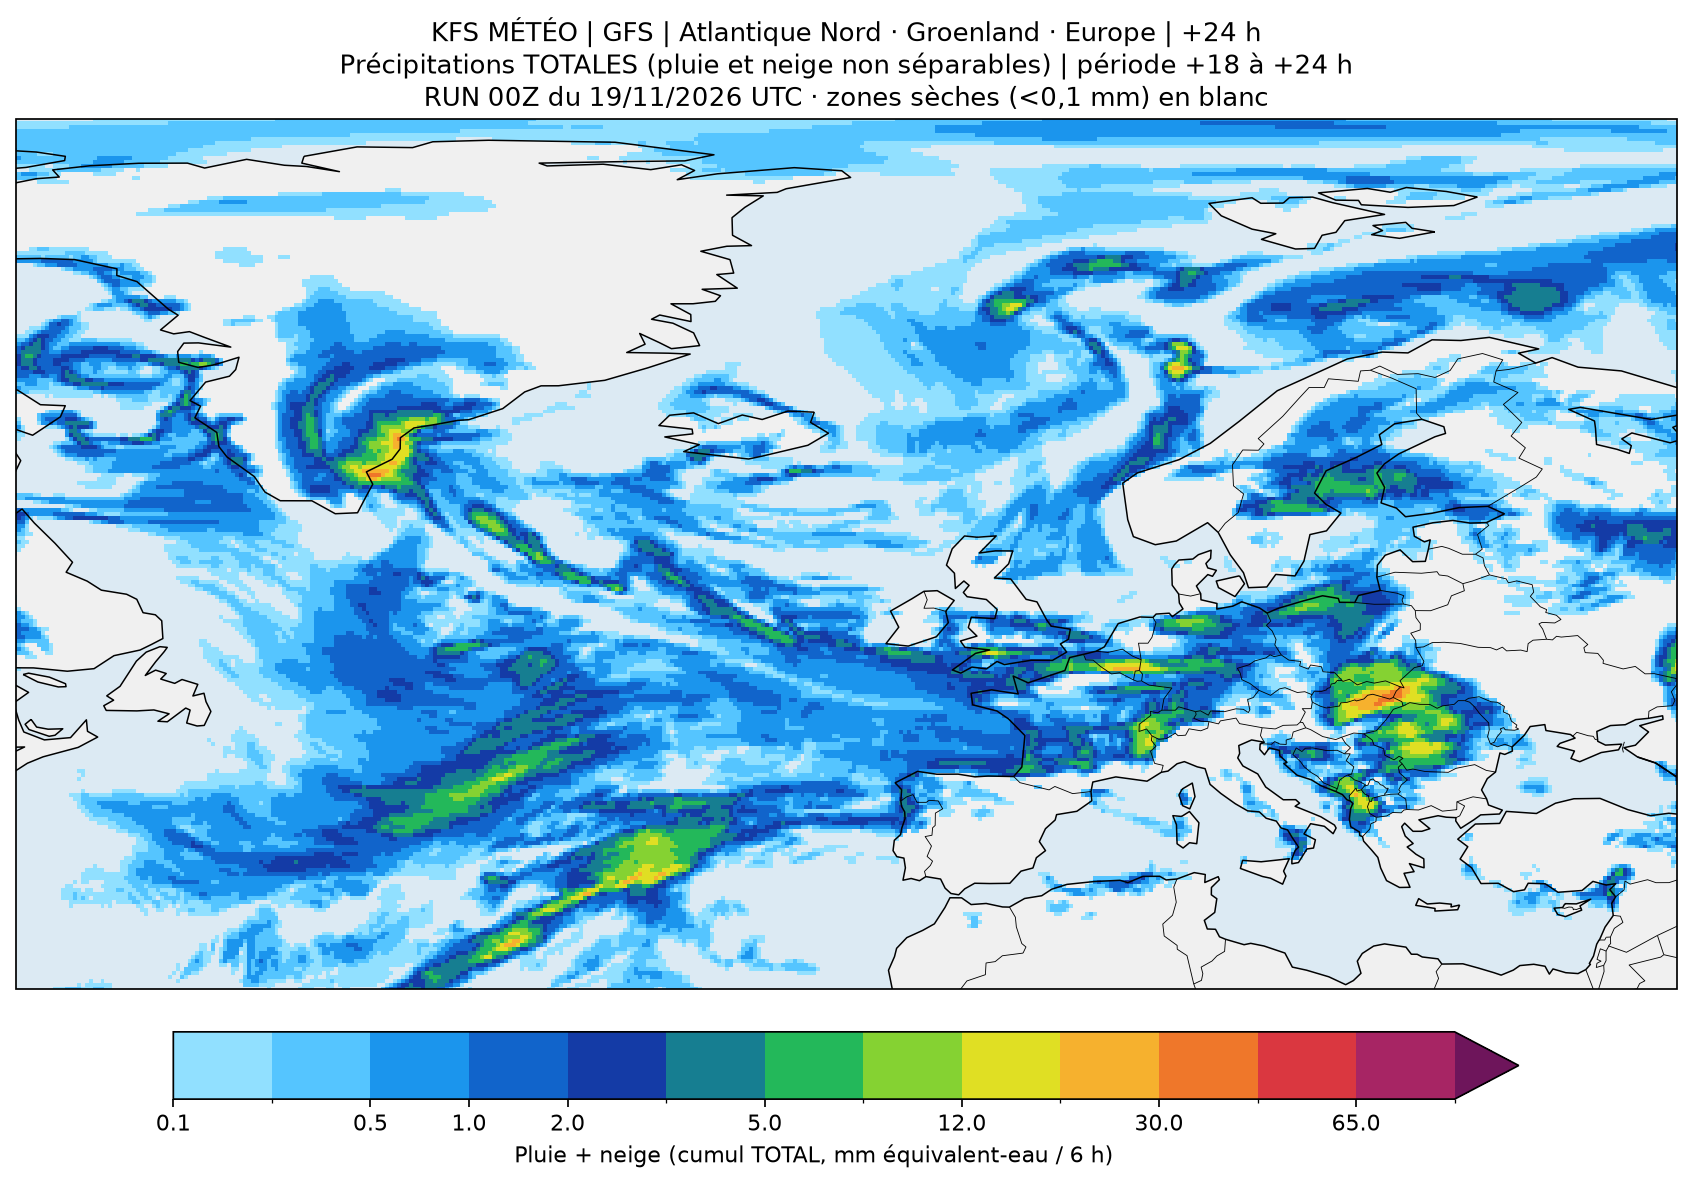 KFS MÉTÉO | GFS | Atlantique Nord · Groenland · Europe | +24 h
Précipitations TOTALES (pluie et neige non séparables) | période +18 à +24 h
RUN 00Z du 19/11/2026 UTC · zones sèches (<0,1 mm) en blanc
0.1 0.5 1.0 2.0 5.0 12.0 30.0 65.0
Pluie + neige (cumul TOTAL, mm équivalent-eau / 6 h)